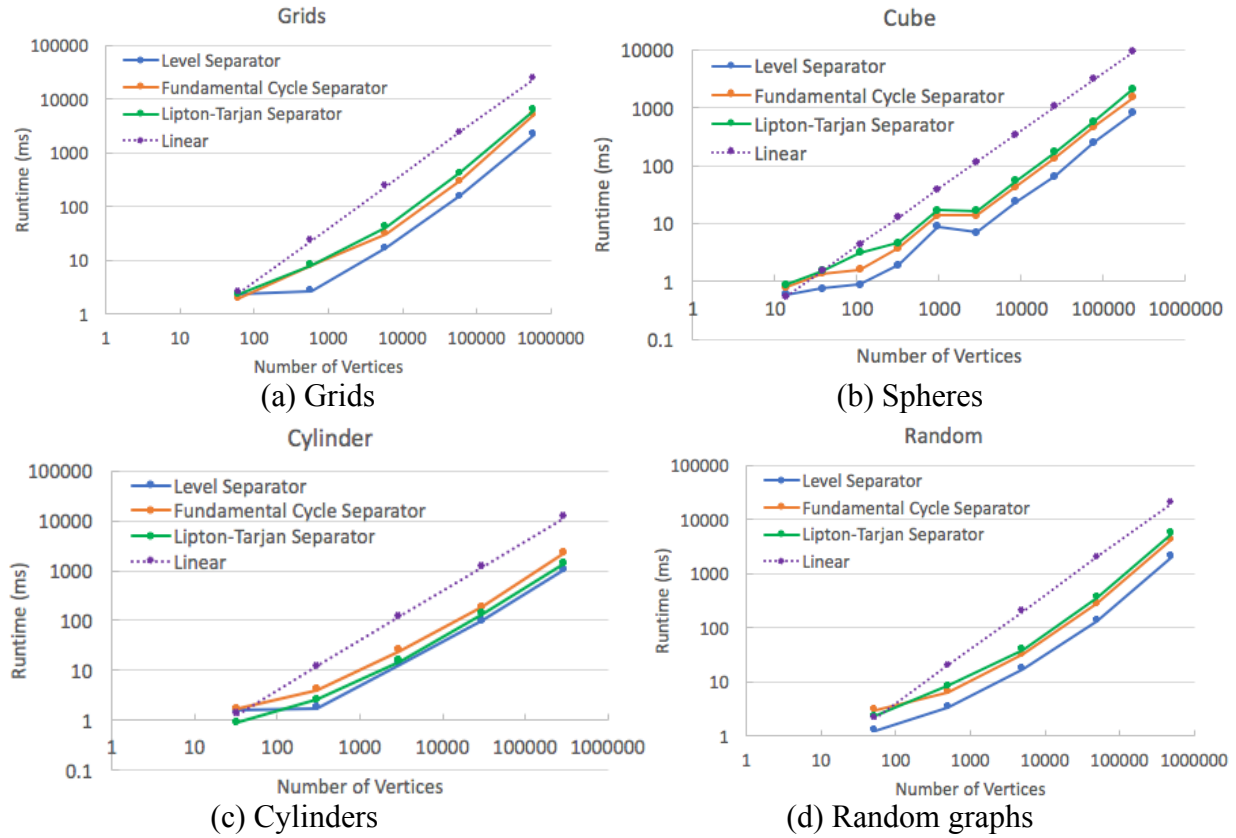 Grids
100000
10000
1000
100
10
1
Runtime (ms)
Level Separator
Fundamental Cycle Separator
Lipton-Tarjan Separator
Linear
1 10 100 1000 10000 100000 1000000
Number of Vertices
(a) Grids
Cube
10000
1000
100
10
1
0.1
Runtime (ms)
Level Separator
Fundamental Cycle Separator
Lipton-Tarjan Separator
Linear
1 10 100 1000 10000 100000 1000000
Number of Vertices
(b) Spheres
Cylinder
100000
10000
1000
100
10
1
0.1
Runtime (ms)
Level Separator
Fundamental Cycle Separator
Lipton-Tarjan Separator
Linear
1 10 100 1000 10000 100000 1000000
Number of Vertices
(c) Cylinders
Random
100000
10000
1000
100
10
1
Runtime (ms)
Level Separator
Fundamental Cycle Separator
Lipton-Tarjan Separator
Linear
1 10 100 1000 10000 100000 1000000
Number of Vertices
(d) Random graphs